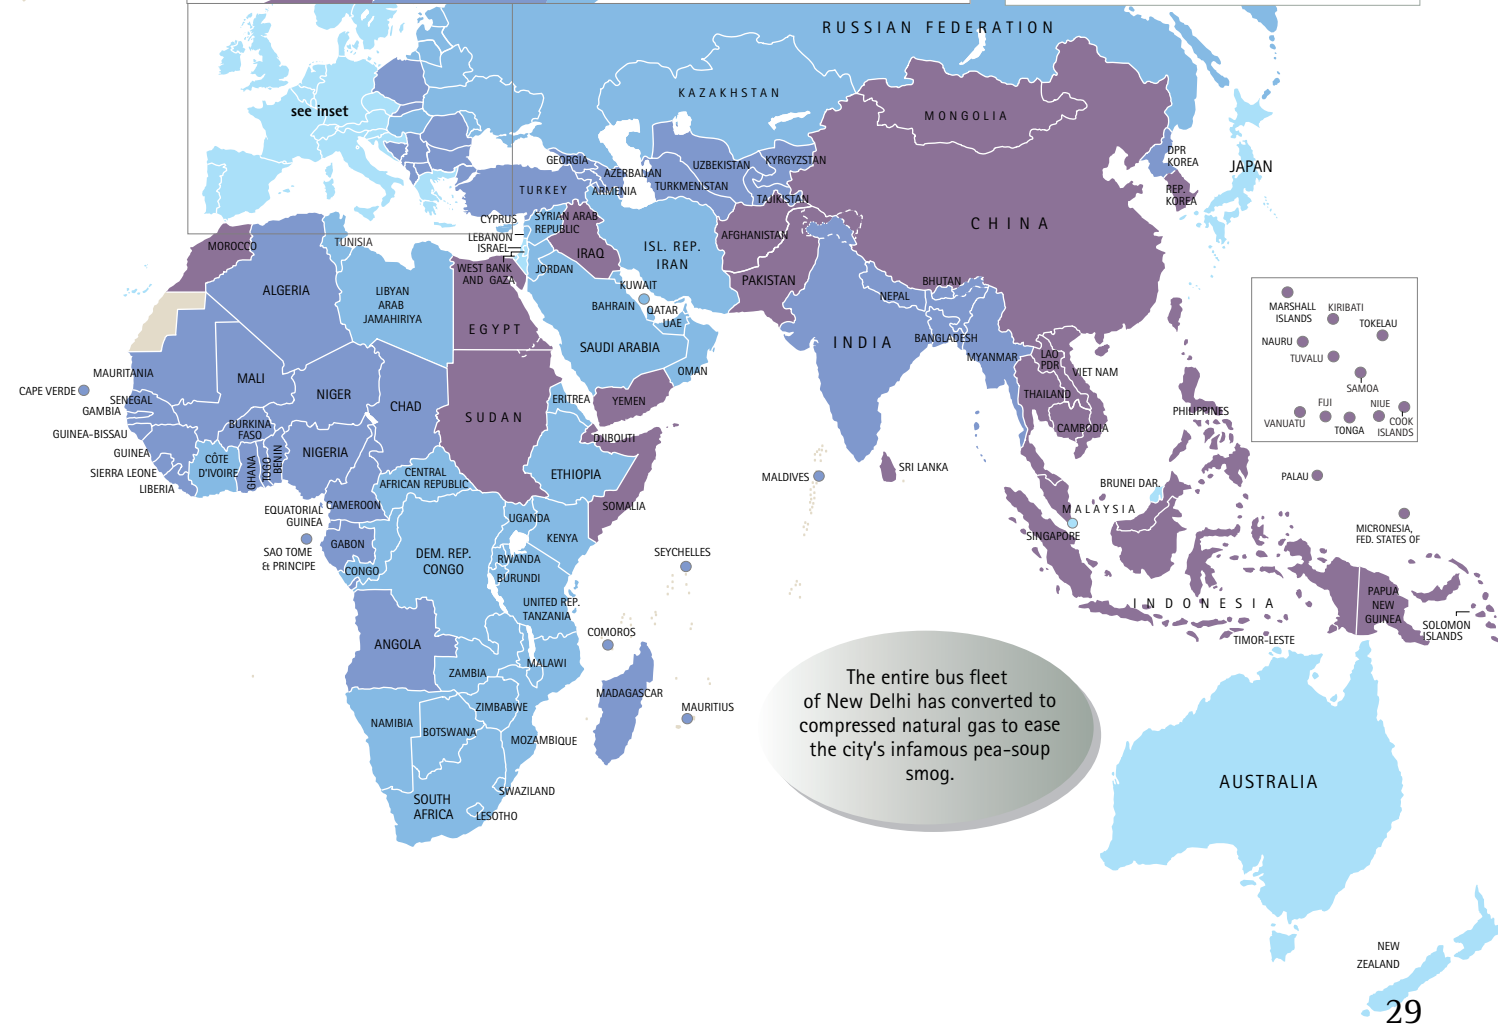 RUSSIAN FEDERATION
KAZAKHSTAN
see inset
MONGOLIA
DPR
KOREA
JAPAN
GEORGIA
UZBEKISTAN
KYRGYZSTAN
AZERBAIJAN
TURKMENISTAN
TURKEY
ARMENIA
TAJIKISTAN
REP.
KOREA
CYPRUS
SYRIAN ARAB
REPUBLIC
CHINA
LEBANON
ISRAEL
AFGHANISTAN
MOROCCO
TUNISIA
IRAQ
ISL. REP.
IRAN
WEST BANK
AND GAZA
JORDAN
PAKISTAN
KUWAIT
BHUTAN
ALGERIA
LIBYAN
ARAB
JAMAHIRIYA
BAHRAIN
QATAR
UAE
NEPAL
EGYPT
SAUDI ARABIA
INDIA
BANGLADESH
MYANMAR
LAO
PDR
VIET NAM
OMAN
MAURITANIA
MALI
NIGER
CHAD
SUDAN
ERITREA
YEMEN
THAILAND
PHILIPPINES
CAMBODIA
CAPE VERDE
SENEGAL
GAMBIA
GUINEA-BISSAU
GUINEA
SIERRA LEONE
LIBERIA
BURKINA
FASO
CÔTE
D'IVOIRE
GHANA
TOGO
BENIN
NIGERIA
DJIBOUTI
ETHIOPIA
CENTRAL
AFRICAN REPUBLIC
SOMALIA
MALDIVES
SRI LANKA
BRUNEI DAR.
MALAYSIA
SINGAPORE
CAMEROON
EQUATORIAL
GUINEA
UGANDA
KENYA
SAO TOME
& PRINCIPE
GABON
CONGO
DEM. REP.
CONGO
RWANDA
BURUNDI
SEYCHELLES
UNITED REP.
TANZANIA
INDONESIA
PAPUA
NEW
GUINEA
SOLOMON
ISLANDS
TIMOR-LESTE
MARSHALL
ISLANDS
KIRIBATI
TOKELAU
NAURU
TUVALU
SAMOA
FIJI
NIUE
VANUATU
TONGA
COOK
ISLANDS
PALAU
MICRONESIA,
FED. STATES OF
ANGOLA
COMOROS
ZAMBIA
MALAWI
MADAGASCAR
MAURITIUS
ZIMBABWE
NAMIBIA
BOTSWANA
MOZAMBIQUE
SWAZILAND
SOUTH
AFRICA
LESOTHO
The entire bus fleet
of New Delhi has converted to
compressed natural gas to ease
the city's infamous pea-soup
smog.
AUSTRALIA
NEW
ZEALAND
29